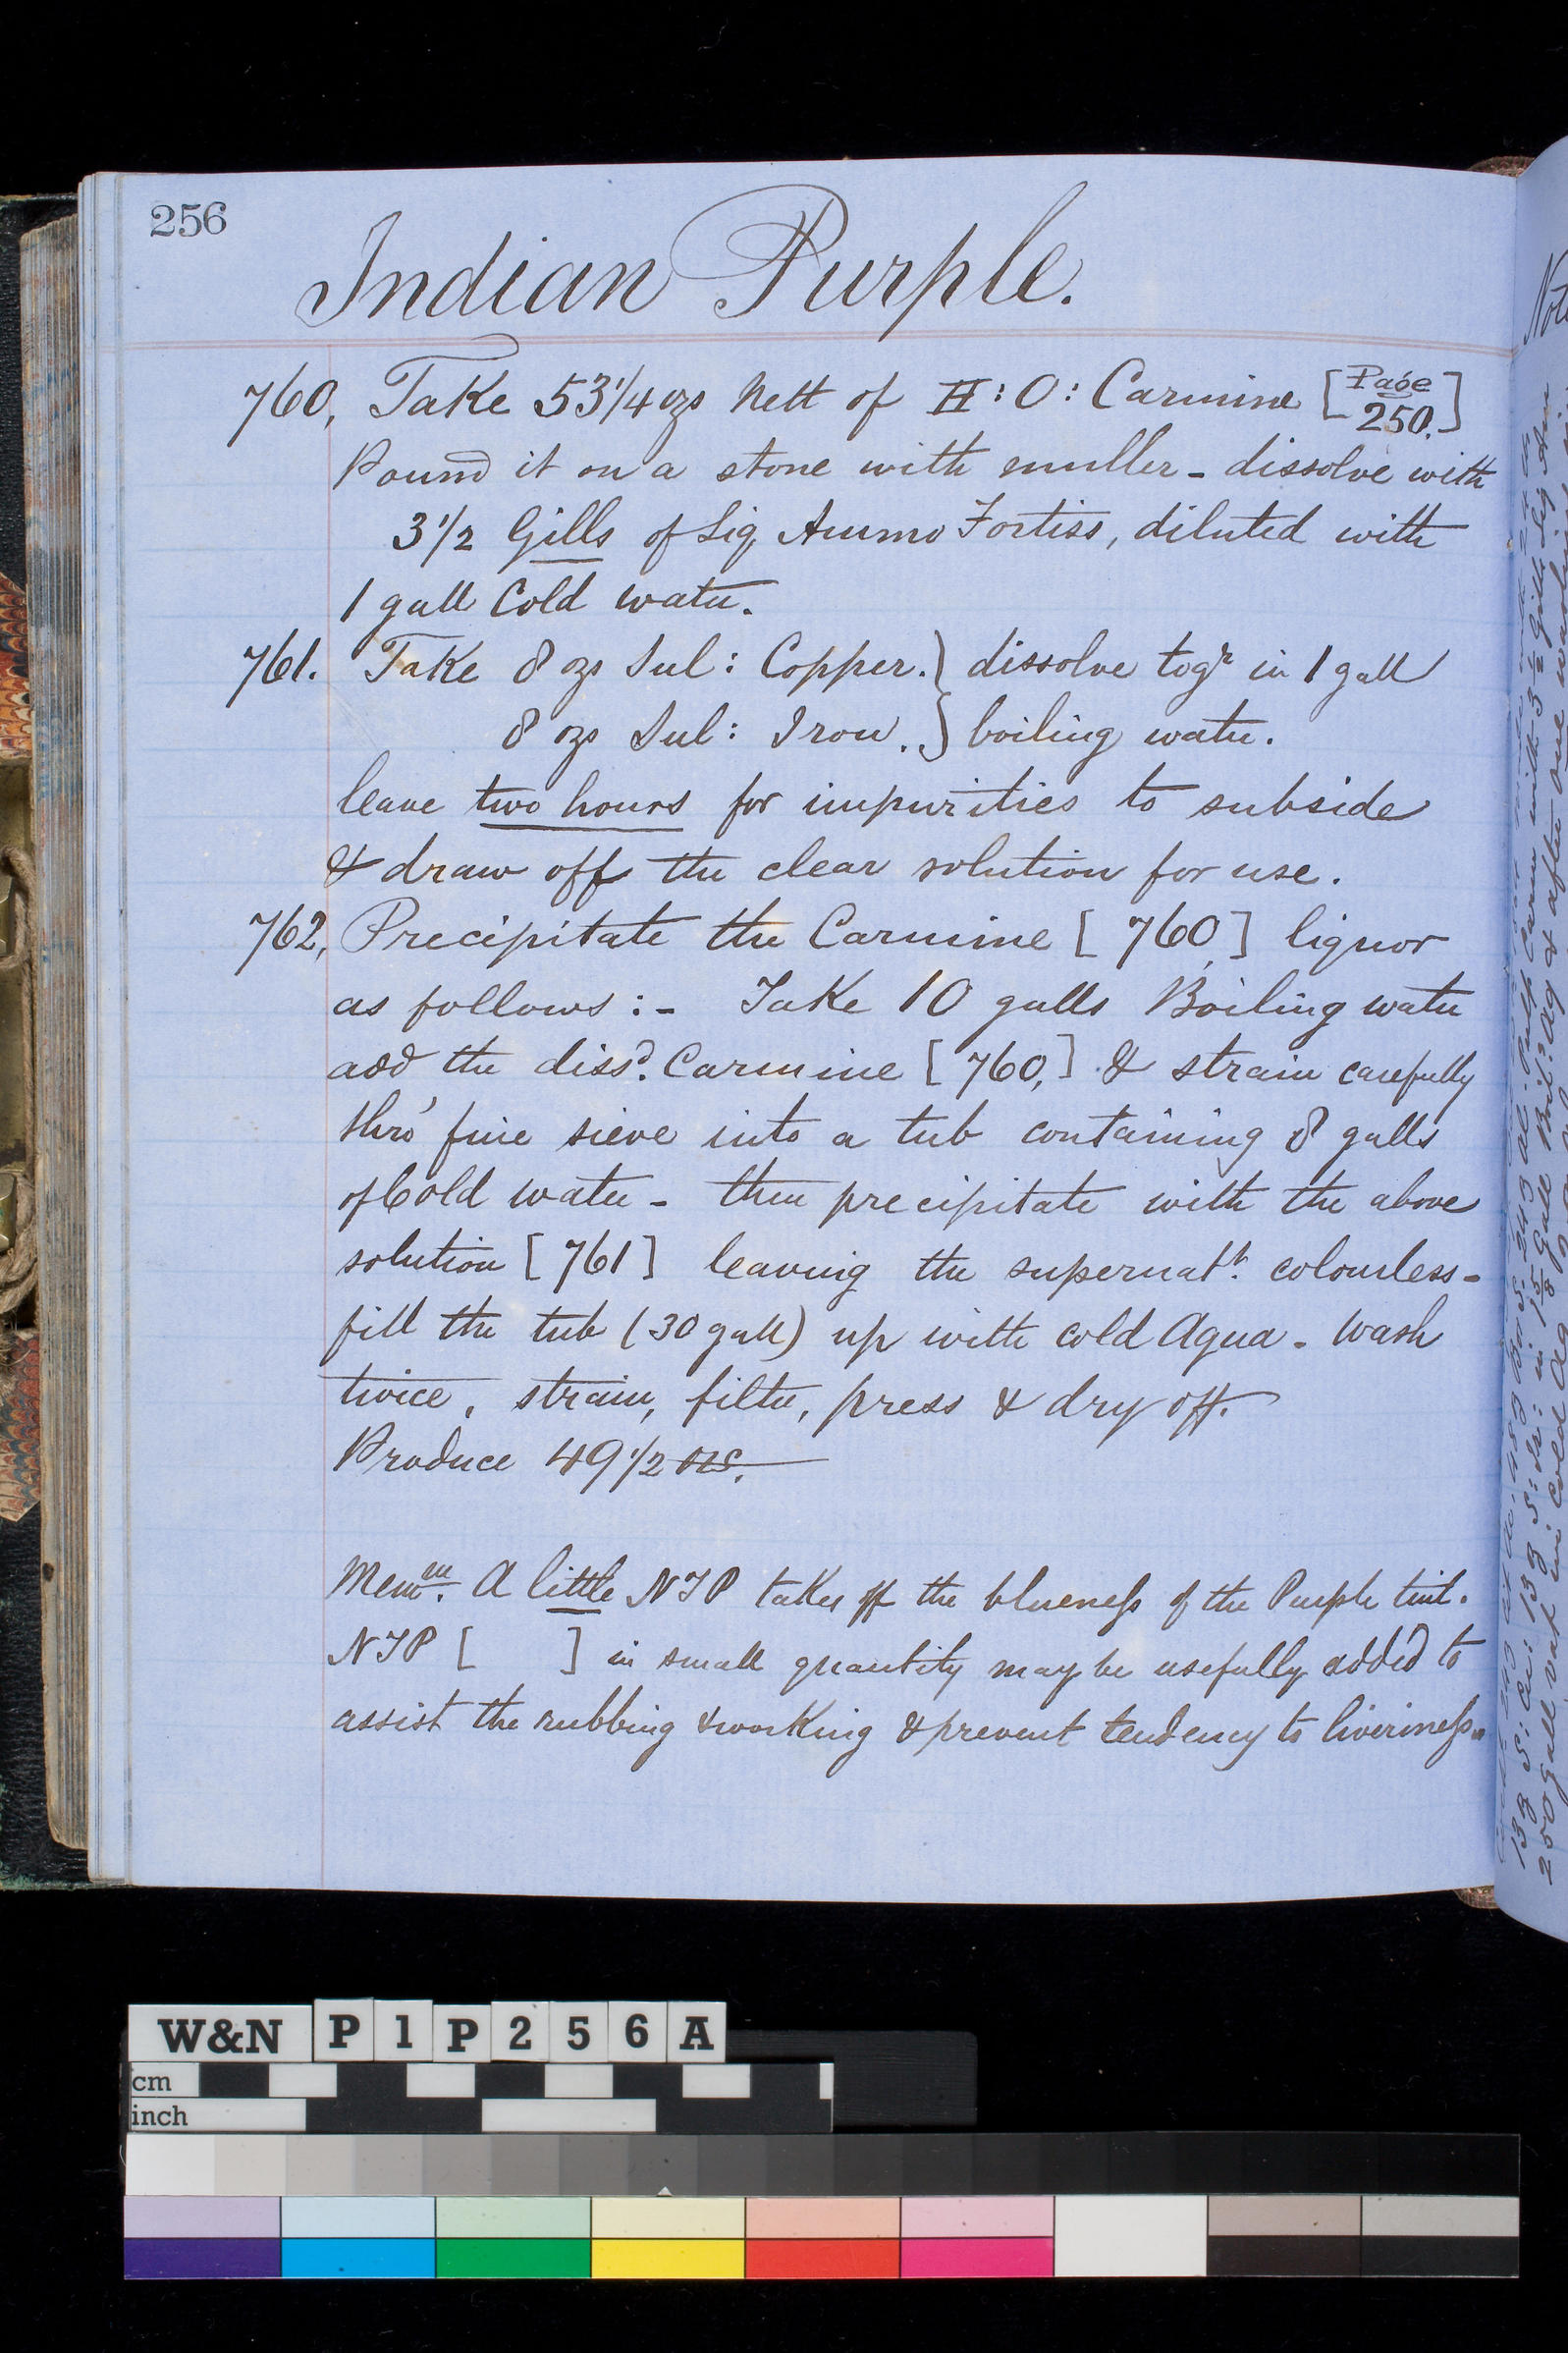 256
Indian Purple.
760, Take 53 1/4 ozs Nett of H:O: Carmine [Page 250.]
Pound it on a stone with muller - dissolve with
3 1/2 Gills of Liq Ammo Fortiss, diluted with
1 gall Cold water.
761. Take 8 ozs Sul: Copper. } dissolve togr in 1 gall
8 ozs Sul: Iron. } boiling water.
leave two hours for impurities to subside
& draw off the clear solution for use.
762, Precipitate the Carmine [760,] liquor
as follows :- Take 10 galls Boiling water
add the dissd. Carmine [760,] & strain carefully
thro' fine sieve into a tub containing 8 galls
of Cold water - then precipitate with the above
solution [761] leaving the supernatt. colourless -
fill the tub (30 gall) up with cold Aqua - Wash
twice, strain, filter, press & dry off.
Produce 49 1/2 ozs.
Memm. A little NTP takes off the blueness of the Purple tint.
NTP [ ] in small quantity may be usefully added to
assist the rubbing & working & prevent tendency to liveriness.
W&N P1P256A
cm
inch